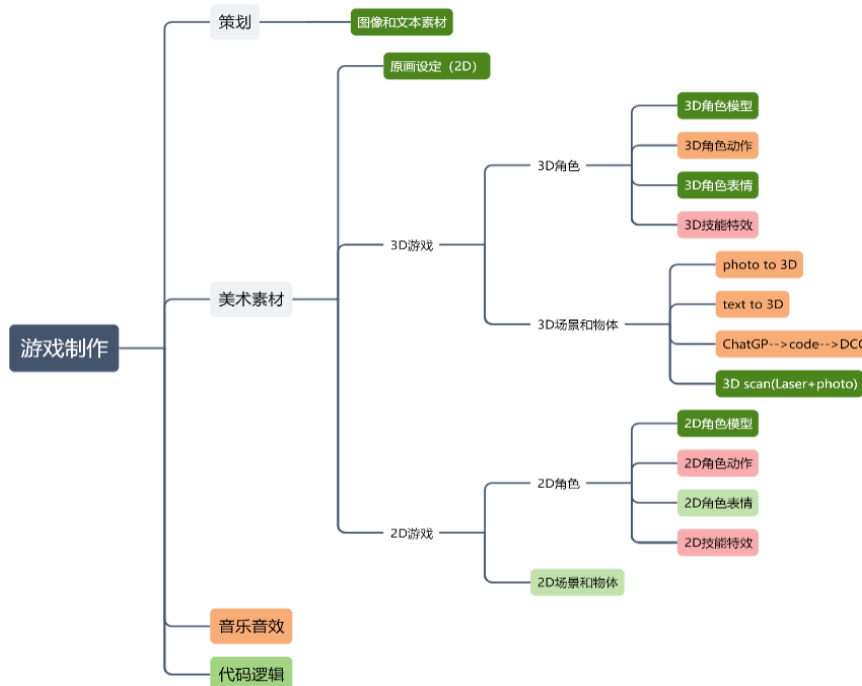 策划
图像和文本素材
原画设定（2D）
3D角色模型
3D角色动作
3D角色
3D角色表情
3D技能特效
3D游戏
photo to 3D
美术素材
text to 3D
3D场景和物体
游戏制作
ChatGP-->code-->DCC
3D scan(Laser+photo)
2D角色模型
2D角色动作
2D角色
2D角色表情
2D游戏
2D技能特效
2D场景和物体
音乐音效
代码逻辑